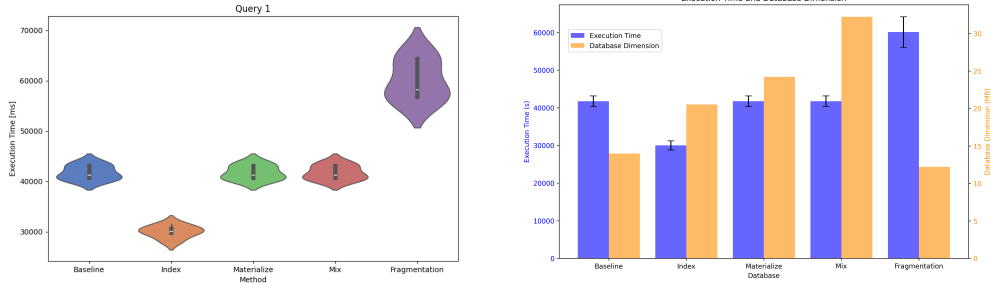 Query 1
Execution Time [ms]
70000
60000
50000
40000
30000
Baseline
Index
Materialize
Mix
Fragmentation
Method
Execution Time and Database Dimension
Execution Time (s)
60000
50000
40000
30000
20000
10000
0
Execution Time
Database Dimension
Baseline
Index
Materialize
Mix
Fragmentation
Database
30
25
20
15
10
5
0
Database Dimension (MB)